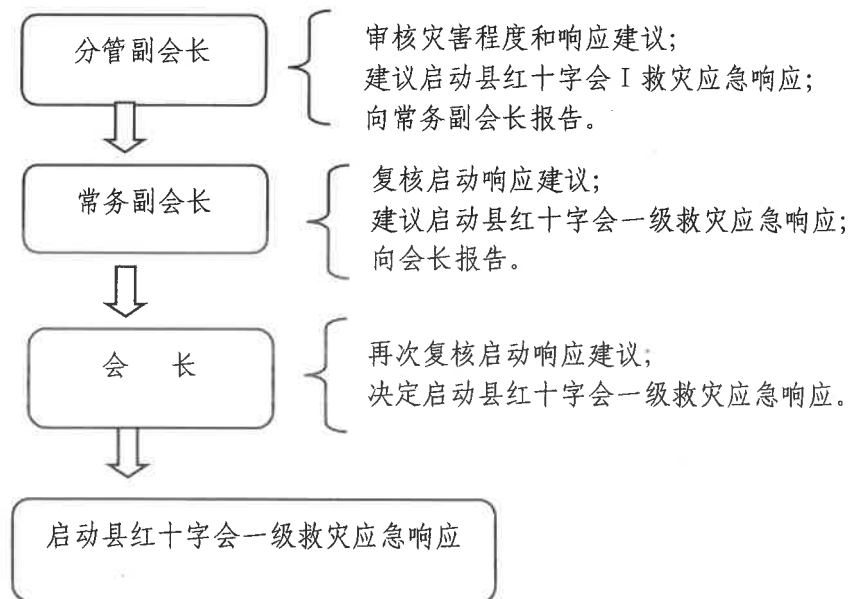 分管副会长
审核灾害程度和响应建议；
建议启动县红十字会Ⅰ救灾应急响应；
向常务副会长报告。
常务副会长
复核启动响应建议；
建议启动县红十字会一级救灾应急响应；
向会长报告。
会 长
再次复核启动响应建议；
决定启动县红十字会一级救灾应急响应。
启动县红十字会一级救灾应急响应